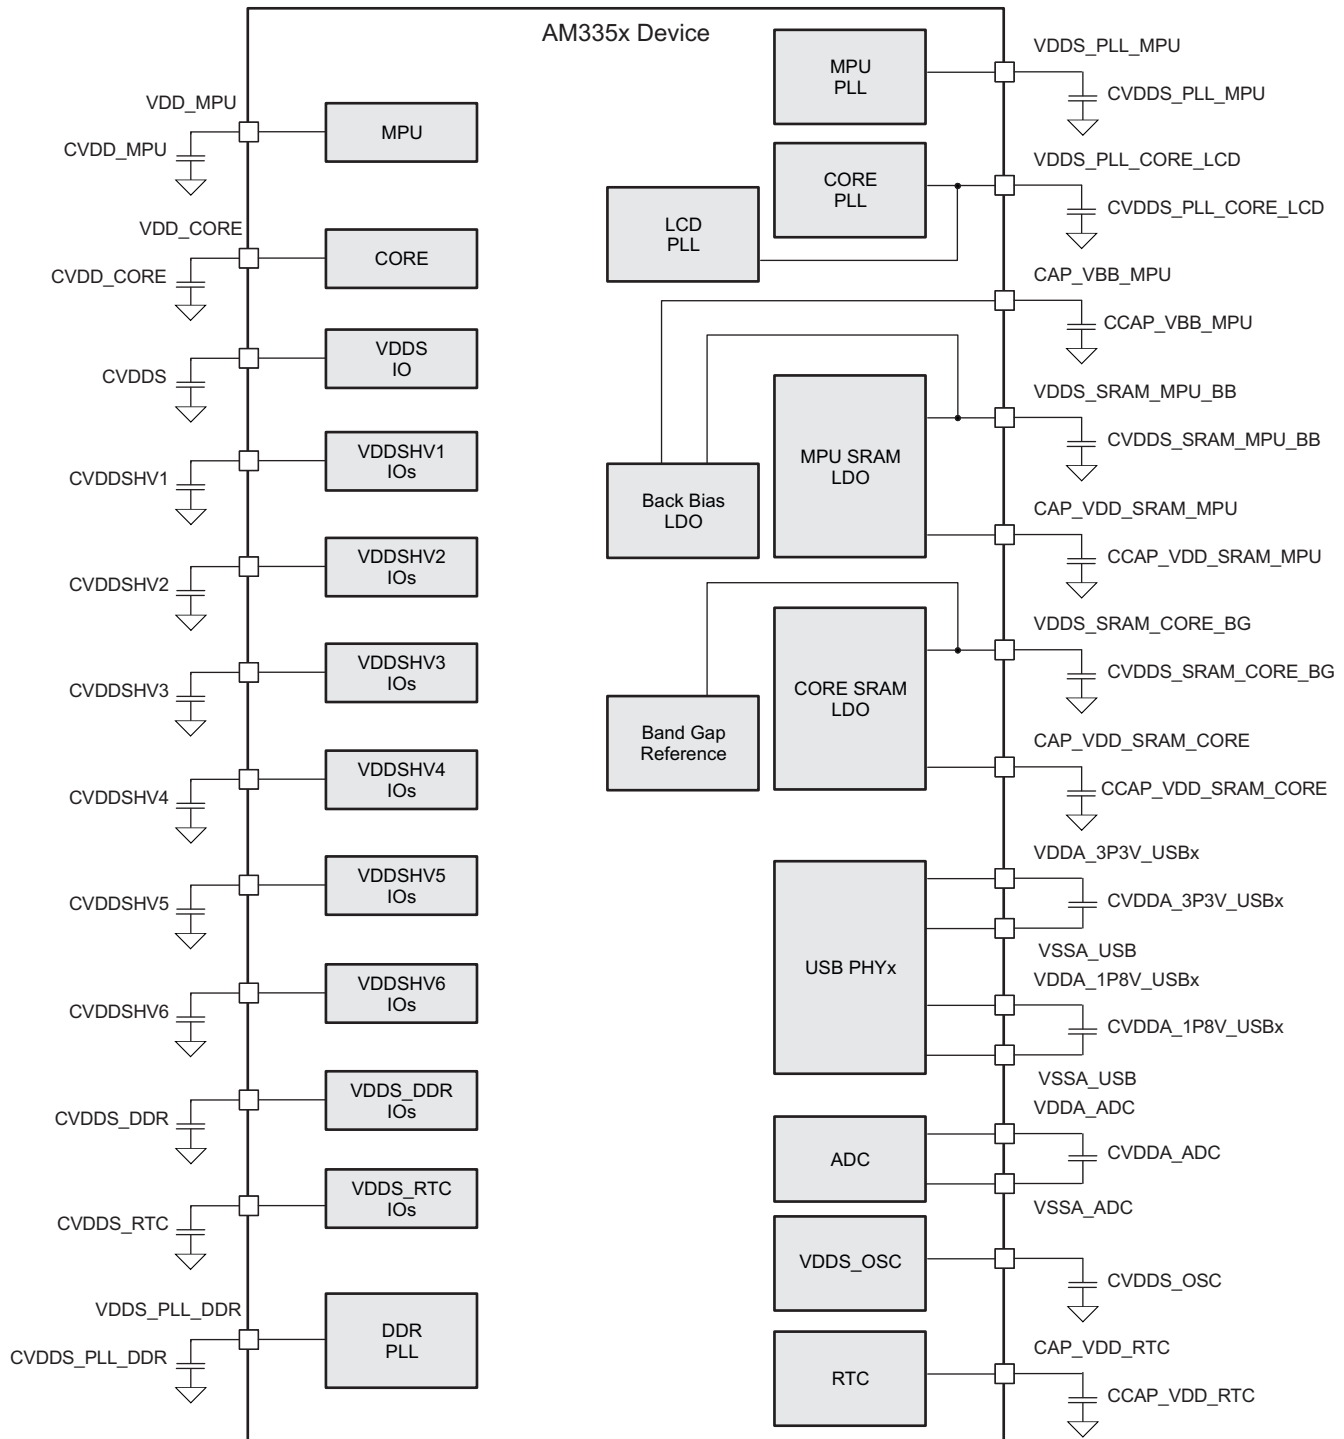 AM335x Device
VDD_MPU
CVDD_MPU
MPU
VDD_CORE
CVDD_CORE
CORE
CVDDS
VDDS
IO
CVDDSHV1
VDDSHV1
IOs
CVDDSHV2
VDDSHV2
IOs
CVDDSHV3
VDDSHV3
IOs
CVDDSHV4
VDDSHV4
IOs
CVDDSHV5
VDDSHV5
IOs
CVDDSHV6
VDDSHV6
IOs
CVDDS_DDR
VDDS_DDR
IOs
CVDDS_RTC
VDDS_RTC
IOs
VDDS_PLL_DDR
CVDDS_PLL_DDR
DDR
PLL
MPU
PLL
VDDS_PLL_MPU
CVDDS_PLL_MPU
CORE
PLL
LCD
PLL
VDDS_PLL_CORE_LCD
CVDDS_PLL_CORE_LCD
CAP_VBB_MPU
CCAP_VBB_MPU
Back Bias
LDO
MPU SRAM
LDO
VDDS_SRAM_MPU_BB
CVDDS_SRAM_MPU_BB
CAP_VDD_SRAM_MPU
CCAP_VDD_SRAM_MPU
Band Gap
Reference
CORE SRAM
LDO
VDDS_SRAM_CORE_BG
CVDDS_SRAM_CORE_BG
CAP_VDD_SRAM_CORE
CCAP_VDD_SRAM_CORE
USB PHYx
VDDA_3P3V_USBx
CVDDA_3P3V_USBx
VSSA_USB
VDDA_1P8V_USBx
CVDDA_1P8V_USBx
VSSA_USB
ADC
VDDA_ADC
CVDDA_ADC
VSSA_ADC
VDDS_OSC
CVDDS_OSC
RTC
CAP_VDD_RTC
CCAP_VDD_RTC